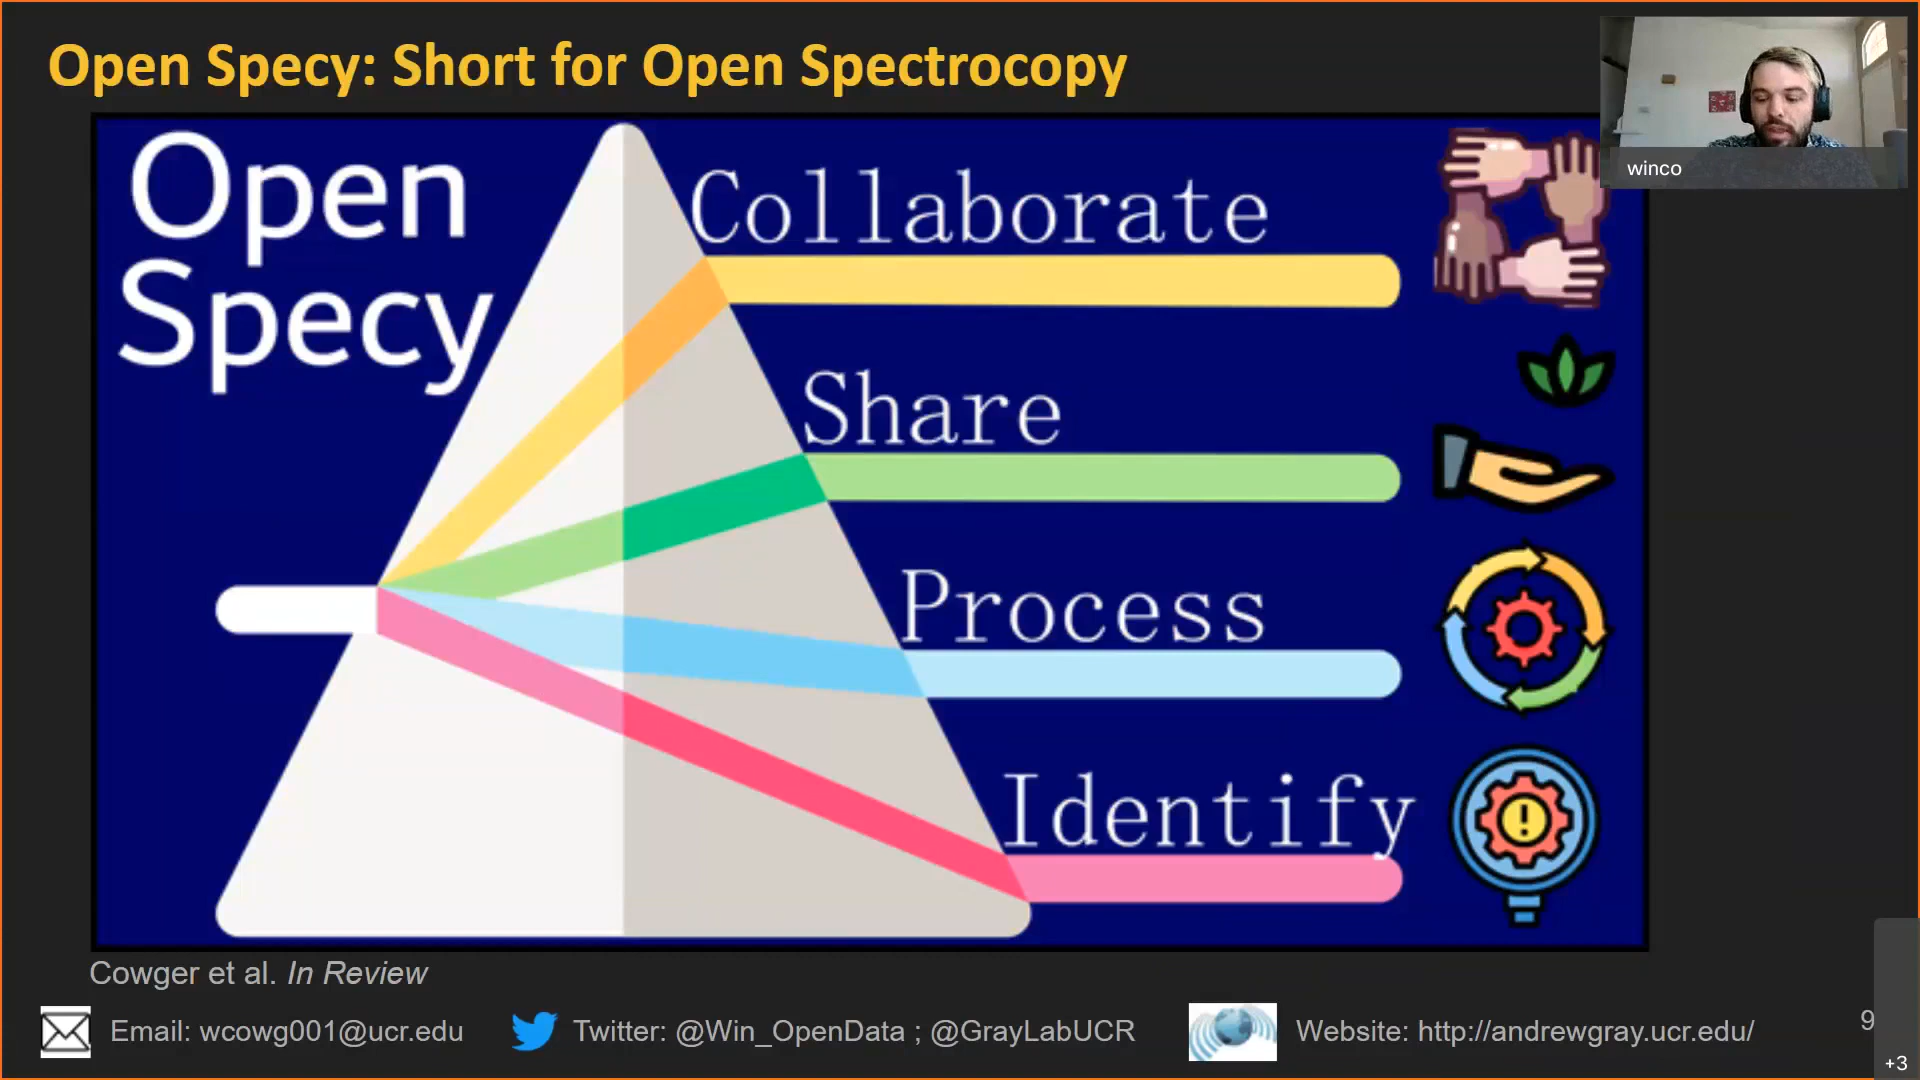 Open Specy: Short for Open Spectrocopy
winco
Open
Specy
Collaborate
Share
Process
Identify
Cowger et al. In Review
Email: wcowg001@ucr.edu
Twitter: @Win_OpenData ; @GrayLabUCR
Website: http://andrewgray.ucr.edu/
9
+3